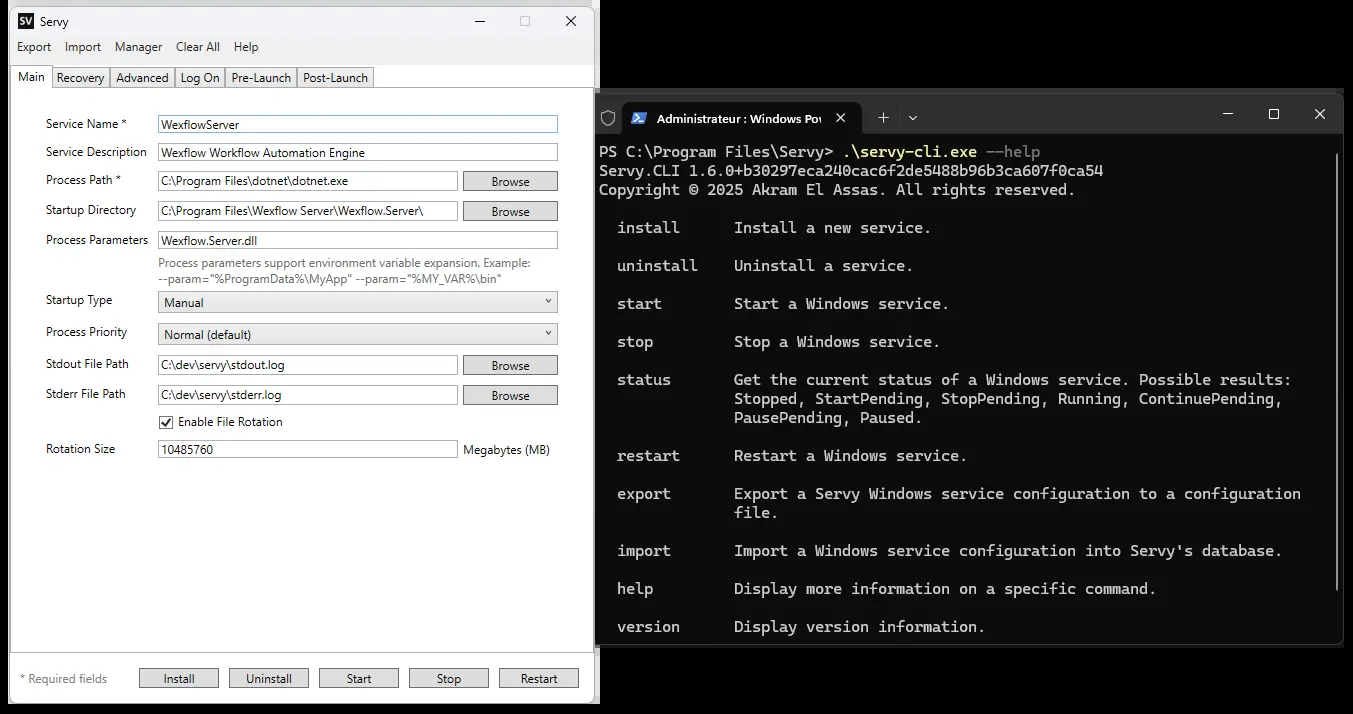 SV Servy
Export Import Manager Clear All Help
Main Recovery Advanced Log On Pre-Launch Post-Launch
Service Name * WexflowServer
Service Description Wexflow Workflow Automation Engine
Process Path * C:\Program Files\dotnet\dotnet.exe Browse
Startup Directory C:\Program Files\Wexflow Server\Wexflow.Server\ Browse
Process Parameters Wexflow.Server.dll
Process parameters support environment variable expansion. Example:
--param="%ProgramData%\MyApp" --param="%MY_VAR%\bin"
Startup Type Manual
Process Priority Normal (default)
Stdout File Path C:\dev\servy\stdout.log Browse
Stderr File Path C:\dev\servy\stderr.log Browse
Enable File Rotation
Rotation Size 10485760 Megabytes (MB)
* Required fields Install Uninstall Start Stop Restart
Administrateur : Windows Po
PS C:\Program Files\Servy> .\servy-cli.exe --help
Servy.CLI 1.6.0+b30297eca240cac6f2de5488b96b3ca607f0ca54
Copyright © 2025 Akram El Assas. All rights reserved.
install Install a new service.
uninstall Uninstall a service.
start Start a Windows service.
stop Stop a Windows service.
status Get the current status of a Windows service. Possible results:
Stopped, StartPending, StopPending, Running, ContinuePending,
PausePending, Paused.
restart Restart a Windows service.
export Export a Servy Windows service configuration to a configuration
file.
import Import a Windows service configuration into Servy's database.
help Display more information on a specific command.
version Display version information.